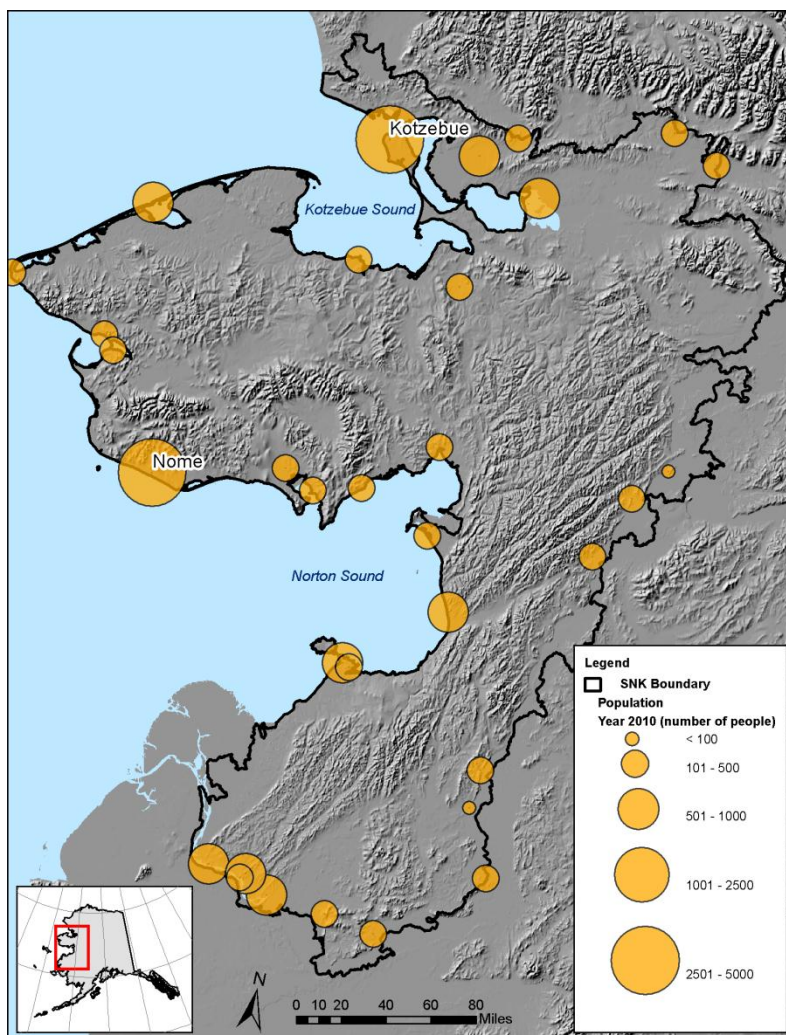 Kotzebue
Kotzebue Sound
Nome
Norton Sound
Legend
SNK Boundary
Population
Year 2010 (number of people)
< 100
101 - 500
501 - 1000
1001 - 2500
2501 - 5000
N
0 10 20 40 60 80
Miles